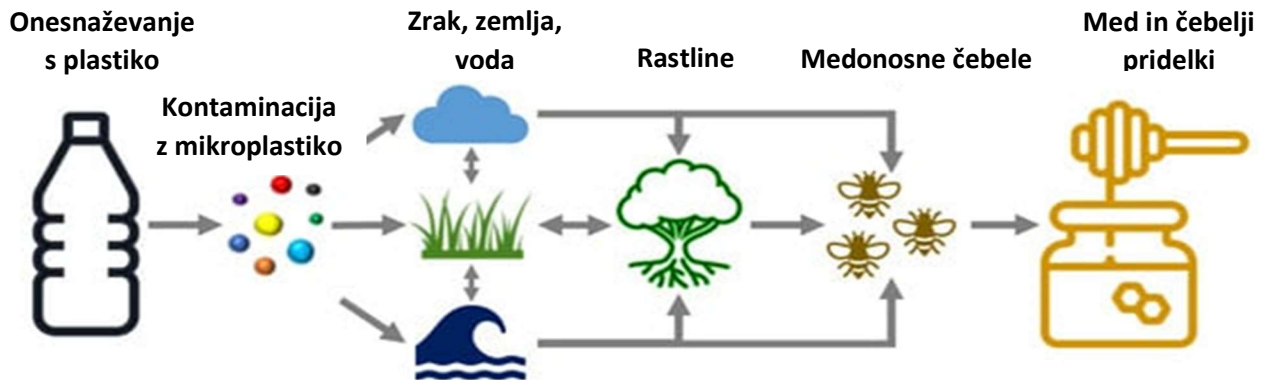 Onesnaževanje
s plastiko
Kontaminacija
z mikroplastiko
Zrak, zemlja,
voda
Rastline
Medonosne čebele
Med in čebelji
pridelki